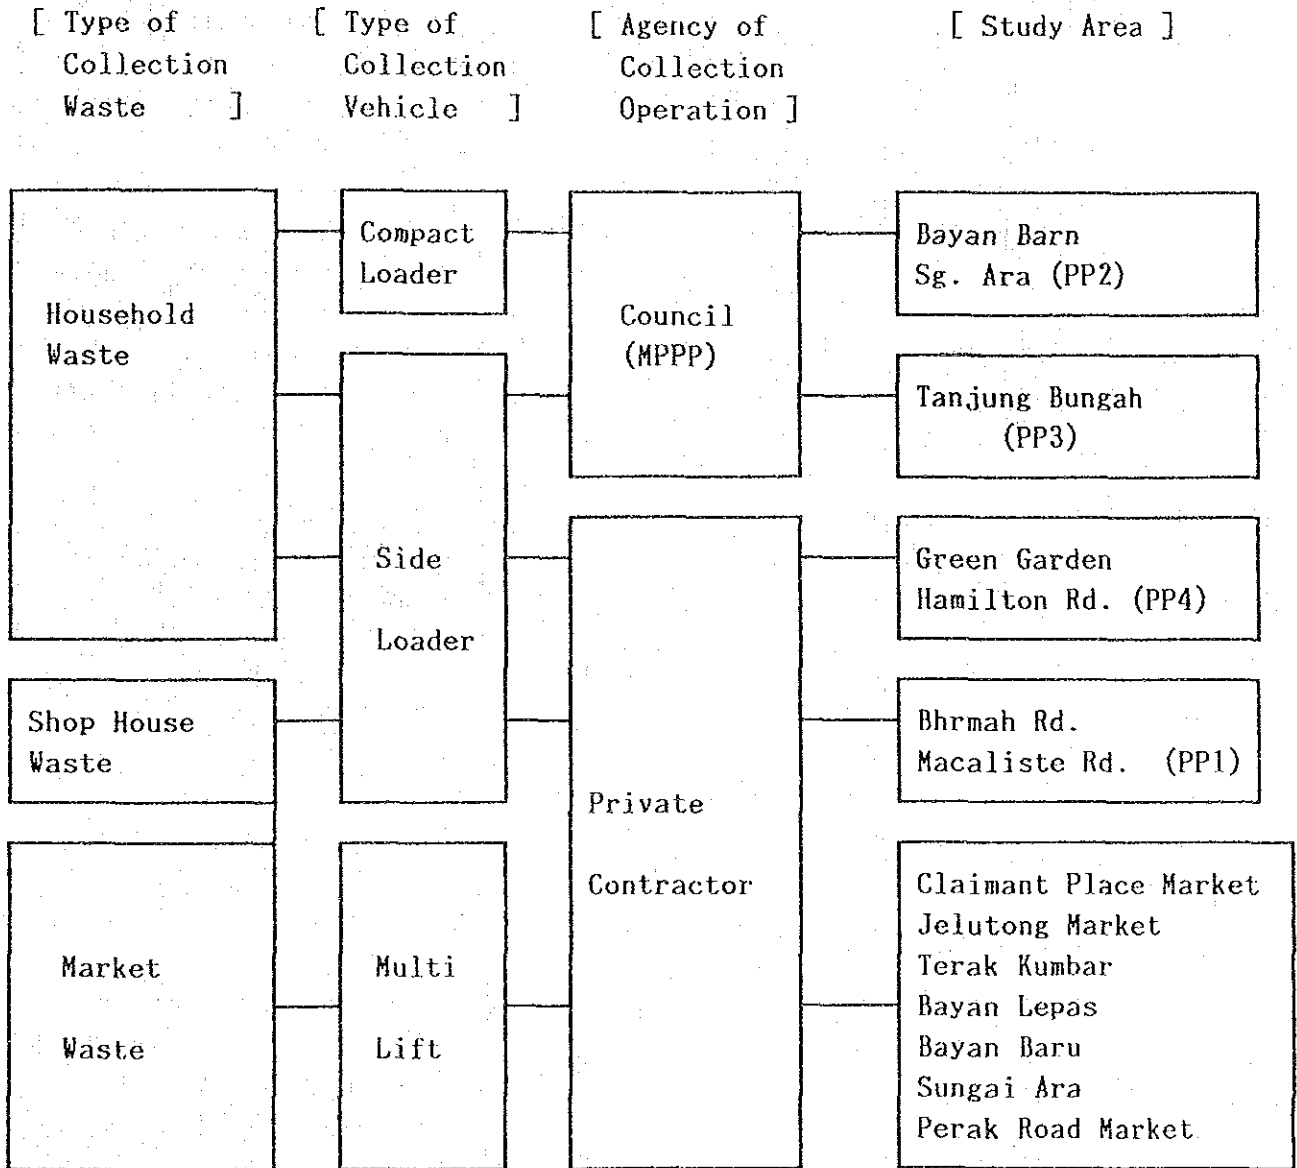 [ Type of
Collection
Waste ]
[ Type of
Collection
Vehicle ]
[ Agency of
Collection
Operation ]
[ Study Area ]
Household
Waste
Compact
Loader
Council
(MPPP)
Bayan Barn
Sg. Ara (PP2)
Tanjung Bungah
(PP3)
Side
Loader
Green Garden
Hamilton Rd. (PP4)
Shop House
Waste
Bhrmah Rd.
Macaliste Rd. (PP1)
Private
Contractor
Market
Waste
Multi
Lift
Claimant Place Market
Jelutong Market
Terak Kumbar
Bayan Lepas
Bayan Baru
Sungai Ara
Perak Road Market